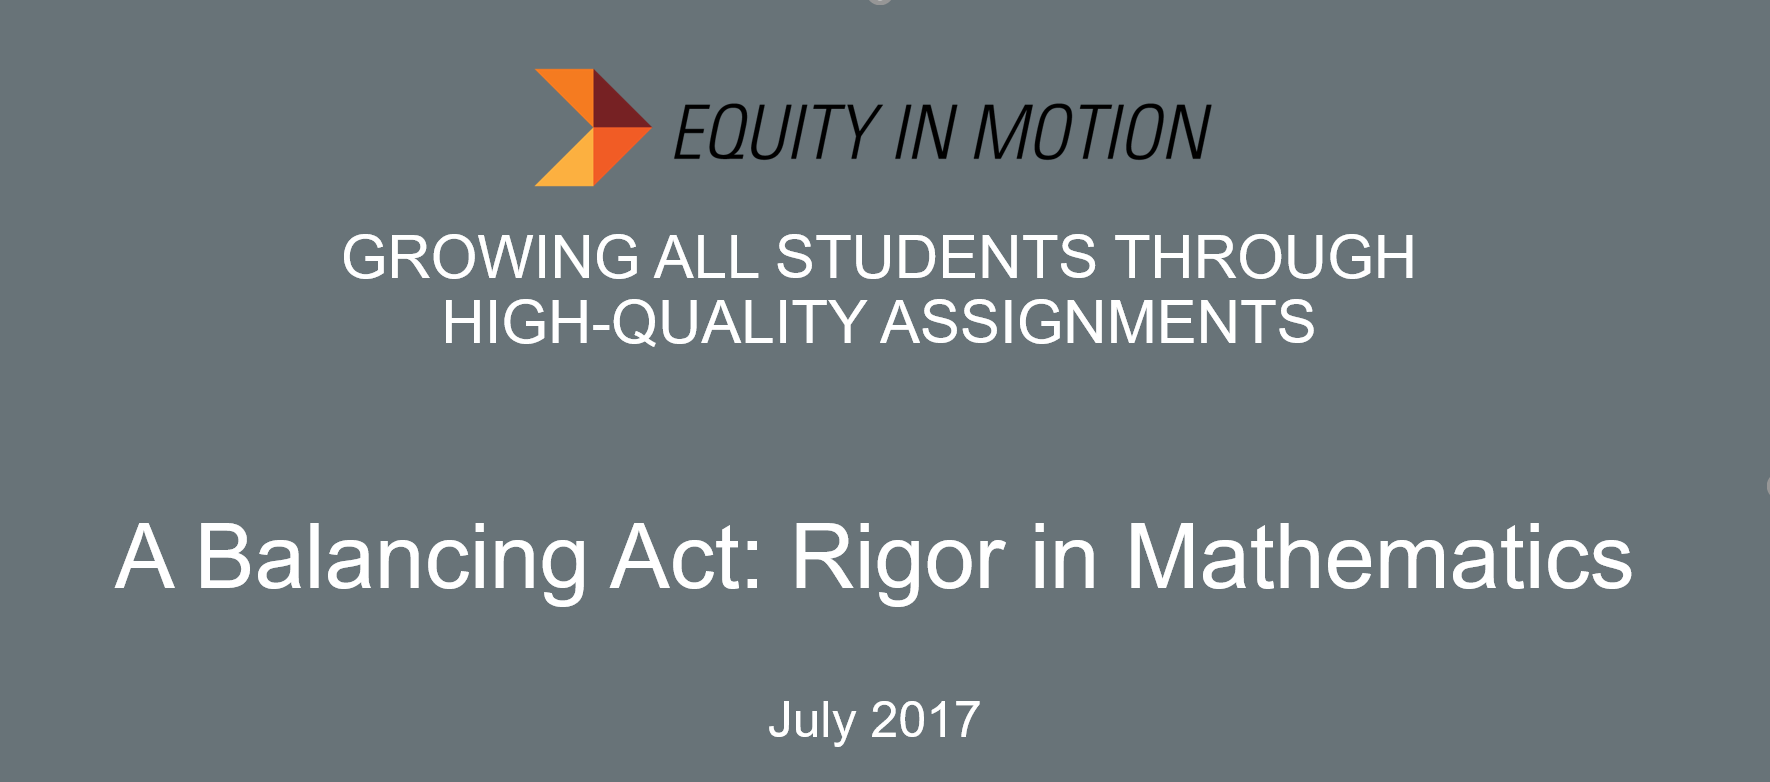 EQUITY IN MOTION
GROWING ALL STUDENTS THROUGH
HIGH-QUALITY ASSIGNMENTS
A Balancing Act: Rigor in Mathematics
July 2017